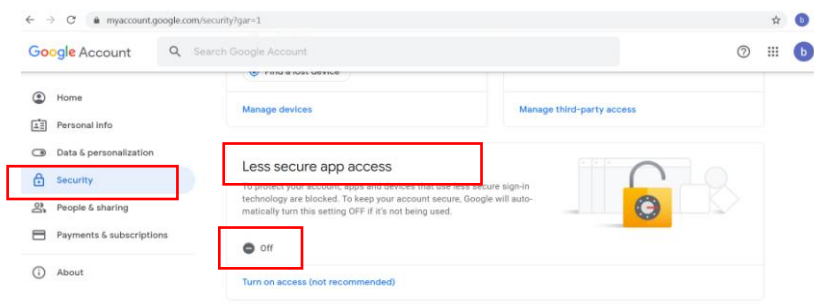 myaccount.google.com/security?gar=1
b
Google Account
Search Google Account
b
Find a lost device
Home
Manage devices
Manage third-party access
Personal info
Data & personalization
Less secure app access
Security
To protect your account, apps and devices that use less secure sign-in
technology are blocked. To keep your account secure, Google will auto-
matically turn this setting OFF if it's not being used.
People & sharing
Payments & subscriptions
Off
About
Turn on access (not recommended)